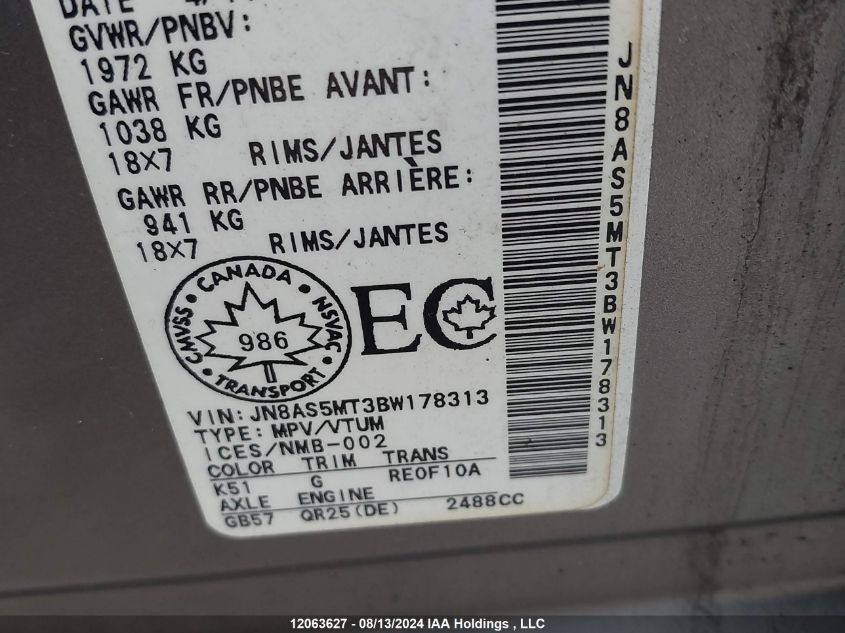 DATE
GVWR/PNBV:
1972 KG
GAWR FR/PNBE AVANT:
1038 KG
18X7 RIMS/JANTES
GAWR RR/PNBE ARRIÈRE:
941 KG
18X7 RIMS/JANTES
CANADA
CMVSS NSVAC
986
TRANSPORT
EC
VIN: JN8AS5MT3BW178313
TYPE: MPV/VTUM
ICES/NMB-002
COLOR TRIM TRANS
K51 G RE0F10A
AXLE ENGINE
GB57 QR25(DE) 2488CC
JN8AS5MT3BW178313
12063627 - 08/13/2024 IAA Holdings , LLC